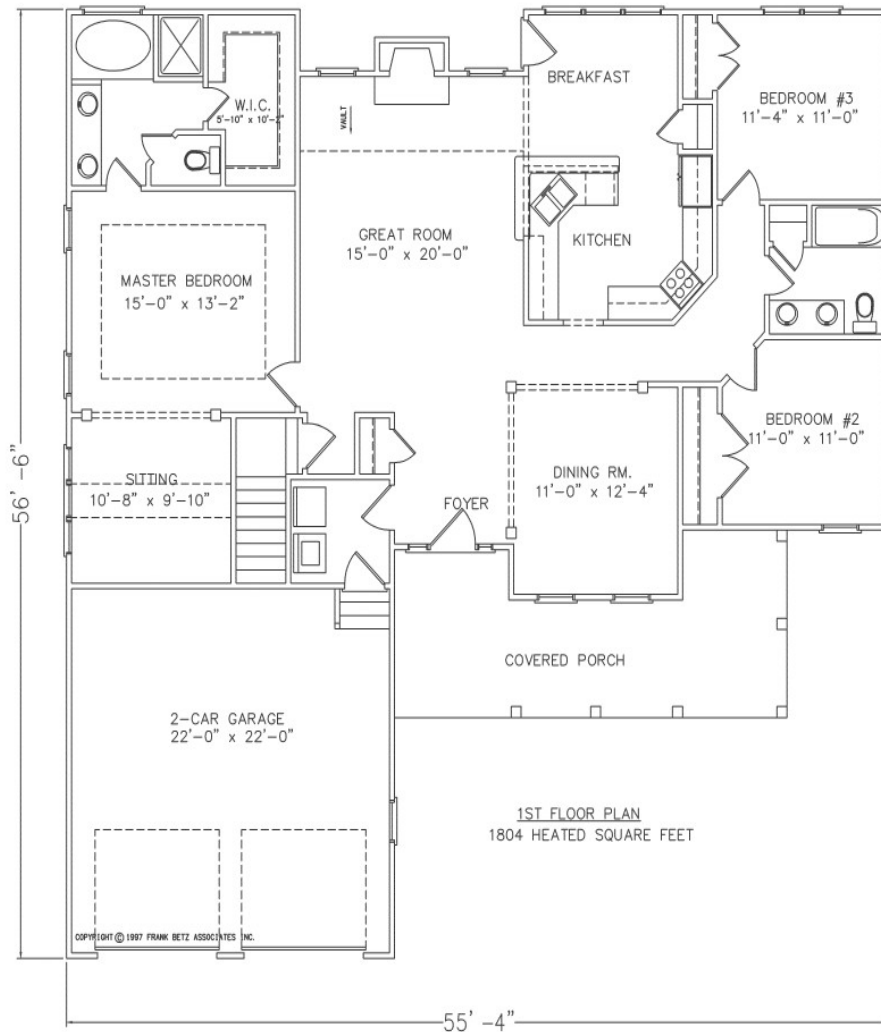 BREAKFAST
BEDROOM #3
11'-4" x 11'-0"
W.I.C.
5'-10" x 10'-2"
VAULT
GREAT ROOM
15'-0" x 20'-0"
KITCHEN
MASTER BEDROOM
15'-0" x 13'-2"
BEDROOM #2
11'-0" x 11'-0"
SITTING
10'-8" x 9'-10"
DINING RM.
11'-0" x 12'-4"
FOYER
56' -6"
COVERED PORCH
2-CAR GARAGE
22'-0" x 22'-0"
1ST FLOOR PLAN
1804 HEATED SQUARE FEET
COPYRIGHT © 1997 FRANK BETZ ASSOCIATES INC.
55' -4"